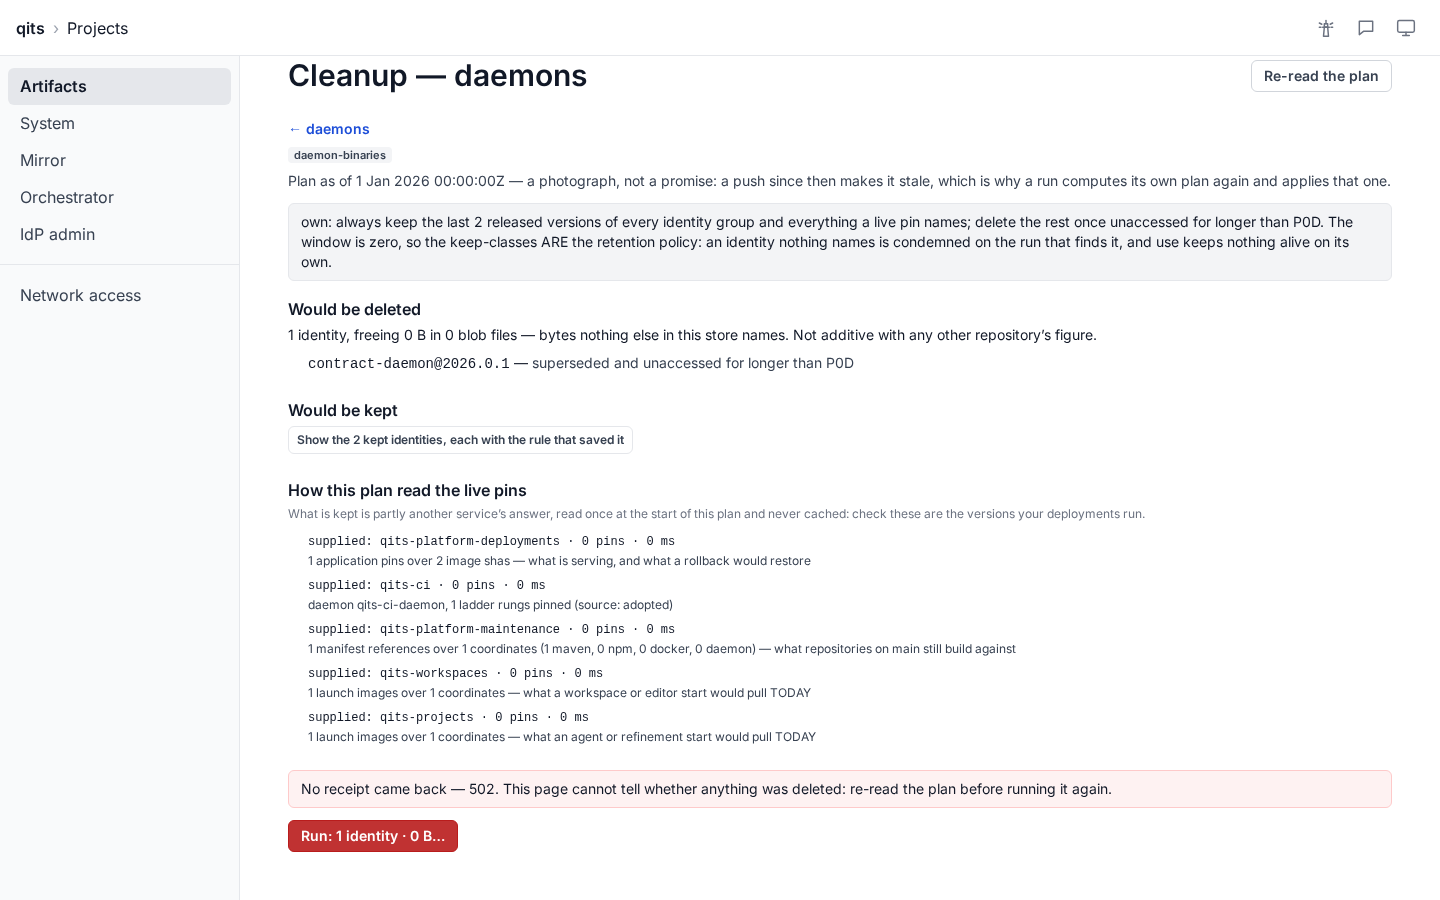 qits › Projects
Artifacts
System
Mirror
Orchestrator
IdP admin
Network access
Cleanup — daemons
Re-read the plan
← daemons
daemon-binaries
Plan as of 1 Jan 2026 00:00:00Z — a photograph, not a promise: a push since then makes it stale, which is why a run computes its own plan again and applies that one.
own: always keep the last 2 released versions of every identity group and everything a live pin names; delete the rest once unaccessed for longer than P0D. The
window is zero, so the keep-classes ARE the retention policy: an identity nothing names is condemned on the run that finds it, and use keeps nothing alive on its
own.
Would be deleted
1 identity, freeing 0 B in 0 blob files — bytes nothing else in this store names. Not additive with any other repository’s figure.
contract-daemon@2026.0.1 — superseded and unaccessed for longer than P0D
Would be kept
Show the 2 kept identities, each with the rule that saved it
How this plan read the live pins
What is kept is partly another service’s answer, read once at the start of this plan and never cached: check these are the versions your deployments run.
supplied: qits-platform-deployments · 0 pins · 0 ms
1 application pins over 2 image shas — what is serving, and what a rollback would restore
supplied: qits-ci · 0 pins · 0 ms
daemon qits-ci-daemon, 1 ladder rungs pinned (source: adopted)
supplied: qits-platform-maintenance · 0 pins · 0 ms
1 manifest references over 1 coordinates (1 maven, 0 npm, 0 docker, 0 daemon) — what repositories on main still build against
supplied: qits-workspaces · 0 pins · 0 ms
1 launch images over 1 coordinates — what a workspace or editor start would pull TODAY
supplied: qits-projects · 0 pins · 0 ms
1 launch images over 1 coordinates — what an agent or refinement start would pull TODAY
No receipt came back — 502. This page cannot tell whether anything was deleted: re-read the plan before running it again.
Run: 1 identity · 0 B…